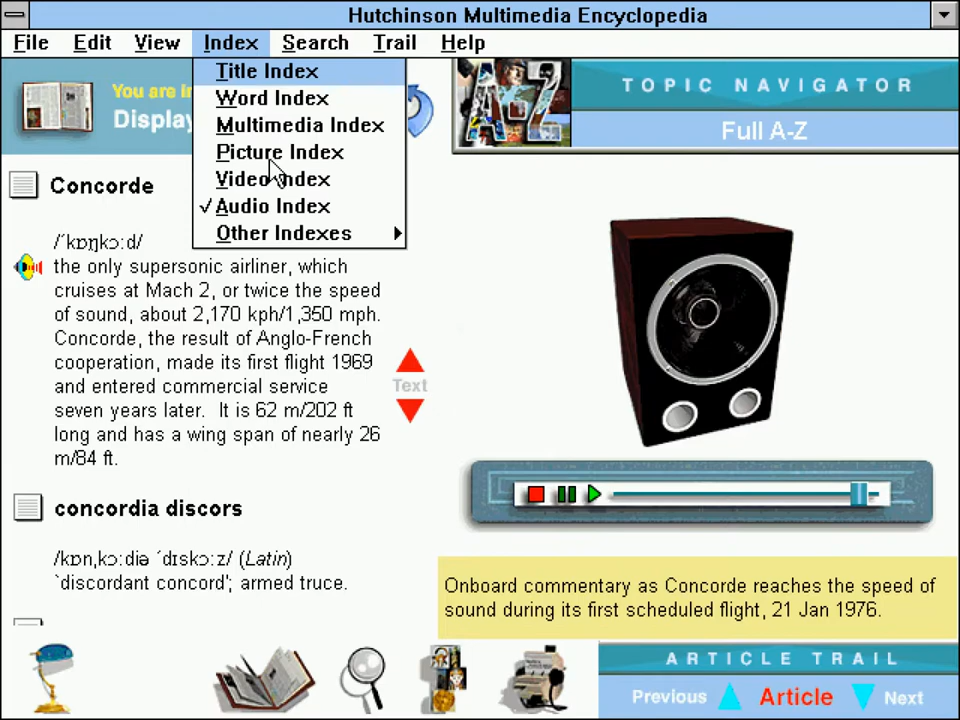 Hutchinson Multimedia Encyclopedia
File Edit View Index Search Trail Help
Title Index
Word Index
Multimedia Index
Picture Index
Video Index
Audio Index
Other Indexes
You are in
Display
A-Z
TOPIC NAVIGATOR
Full A-Z
Concorde
/ˊkɒŋkɔːd/
the only supersonic airliner, which
cruises at Mach 2, or twice the speed
of sound, about 2,170 kph/1,350 mph.
Concorde, the result of Anglo-French
cooperation, made its first flight 1969
and entered commercial service
seven years later. It is 62 m/202 ft
long and has a wing span of nearly 26
m/84 ft.
Text
concordia discors
/kɒnˌkɔːdiə ˊdɪskɔːz/ (Latin)
`discordant concord'; armed truce.
Onboard commentary as Concorde reaches the speed of
sound during its first scheduled flight, 21 Jan 1976.
ARTICLE TRAIL
Previous Article Next